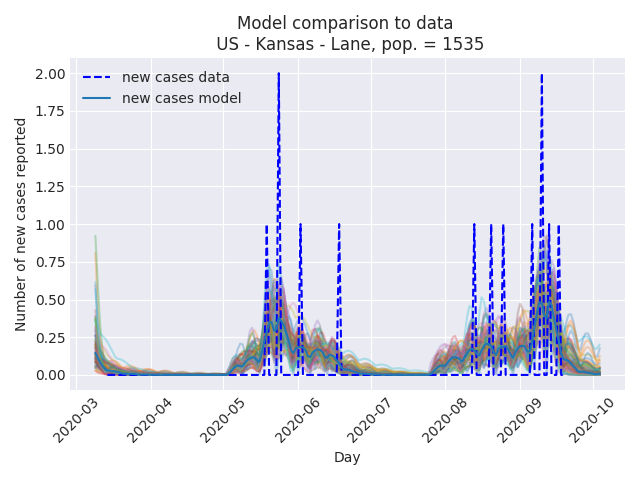 Model comparison to data
US - Kansas - Lane, pop. = 1535
new cases data
new cases model
Number of new cases reported
2.00
1.75
1.50
1.25
1.00
0.75
0.50
0.25
0.00
2020-03
2020-04
2020-05
2020-06
2020-07
2020-08
2020-09
2020-10
Day